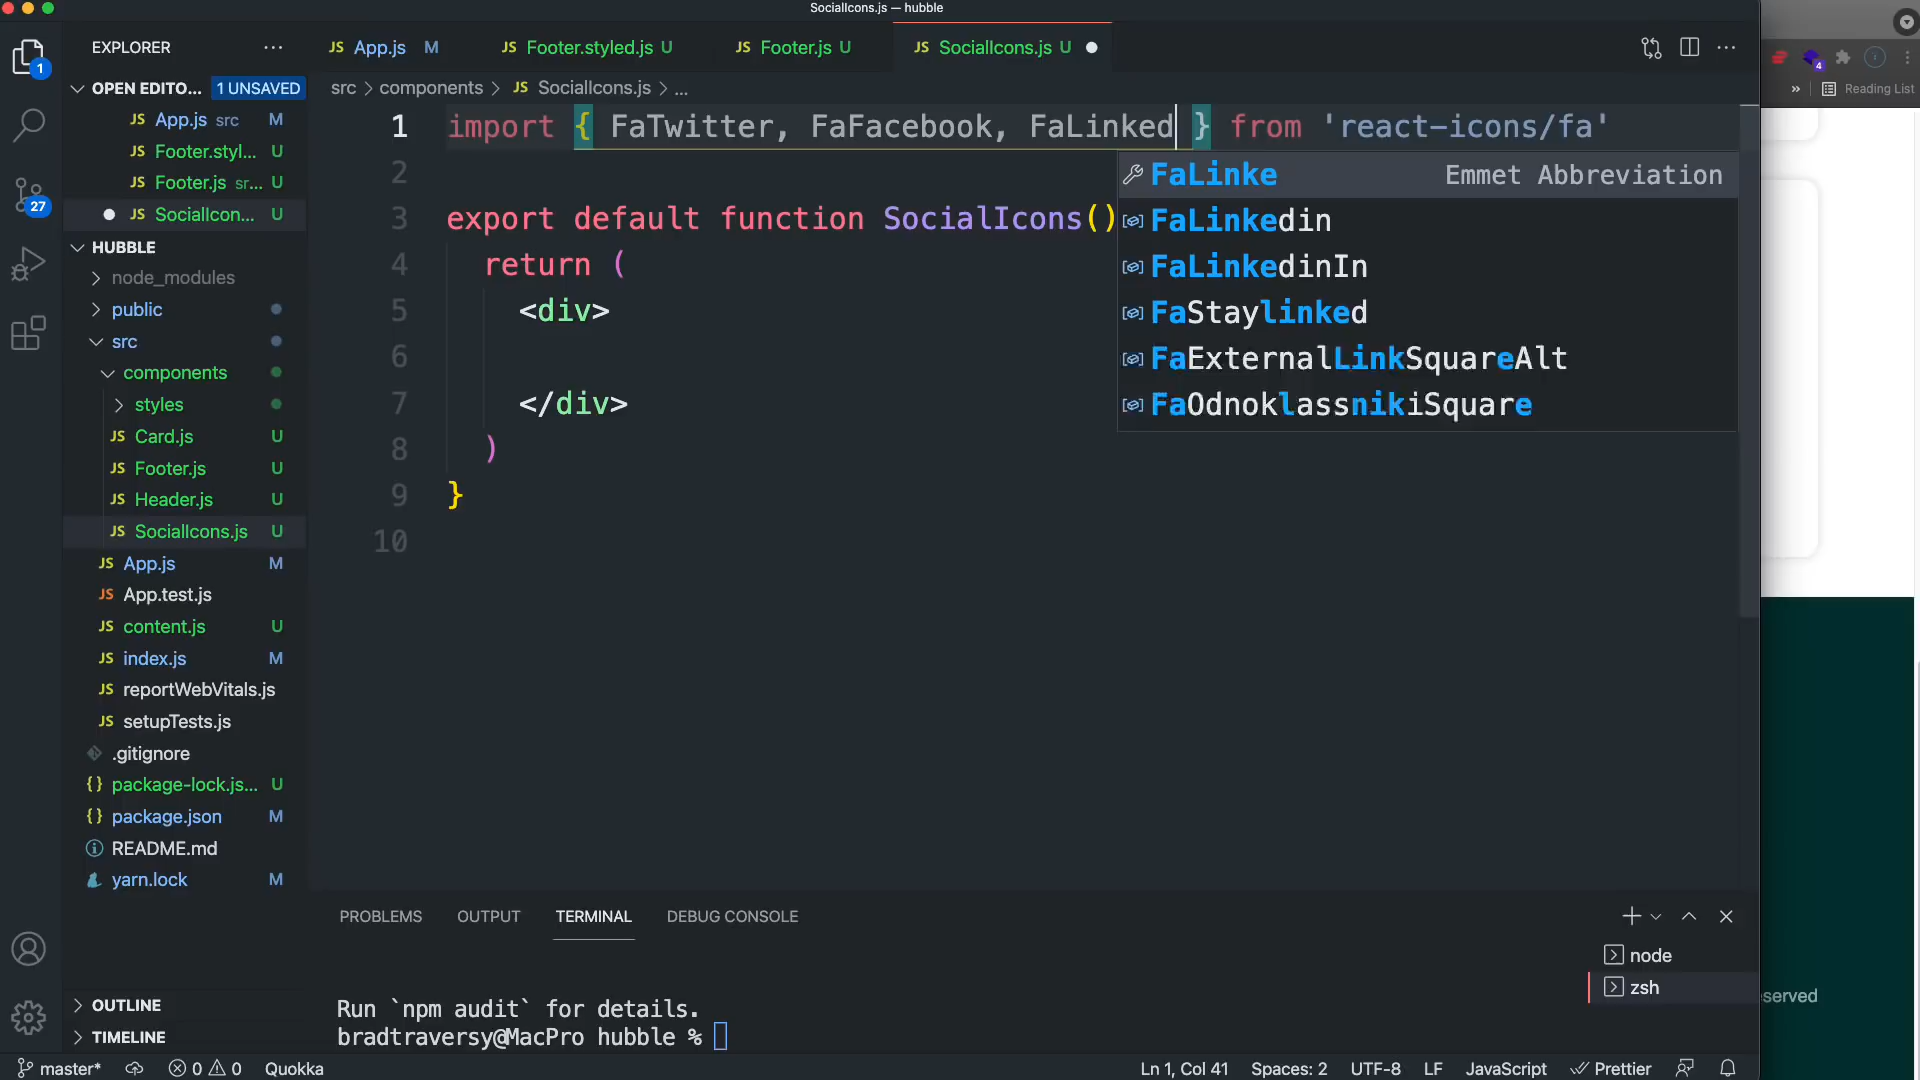 SocialIcons.js — hubble
EXPLORER
App.js M
Footer.styled.js U
Footer.js U
SocialIcons.js U
4
Reading List
1
OPEN EDITO... 1 UNSAVED
JS App.js src M
JS Footer.styl... U
JS Footer.js sr... U
JS SocialIcon... U
27
HUBBLE
node_modules
public
src
components
styles
JS Card.js U
JS Footer.js U
JS Header.js U
JS SocialIcons.js U
JS App.js M
JS App.test.js
JS content.js U
JS index.js M
JS reportWebVitals.js
JS setupTests.js
.gitignore
{} package-lock.js... U
{} package.json M
README.md
yarn.lock M
OUTLINE
TIMELINE
src > components > JS SocialIcons.js > ...
1 import { FaTwitter, FaFacebook, FaLinked } from 'react-icons/fa'
2
3 export default function SocialIcons()
4 return (
5 <div>
6
7 </div>
8 )
9 }
10
FaLinke Emmet Abbreviation
FaLinkedin
FaLinkedinIn
FaStaylinked
FaExternalLinkSquareAlt
FaOdnoklassnikiSquare
PROBLEMS OUTPUT TERMINAL DEBUG CONSOLE
node
zsh
Run `npm audit` for details.
bradtraversy@MacPro hubble %
served
master* 0 0 Quokka
Ln 1, Col 41 Spaces: 2 UTF-8 LF JavaScript Prettier